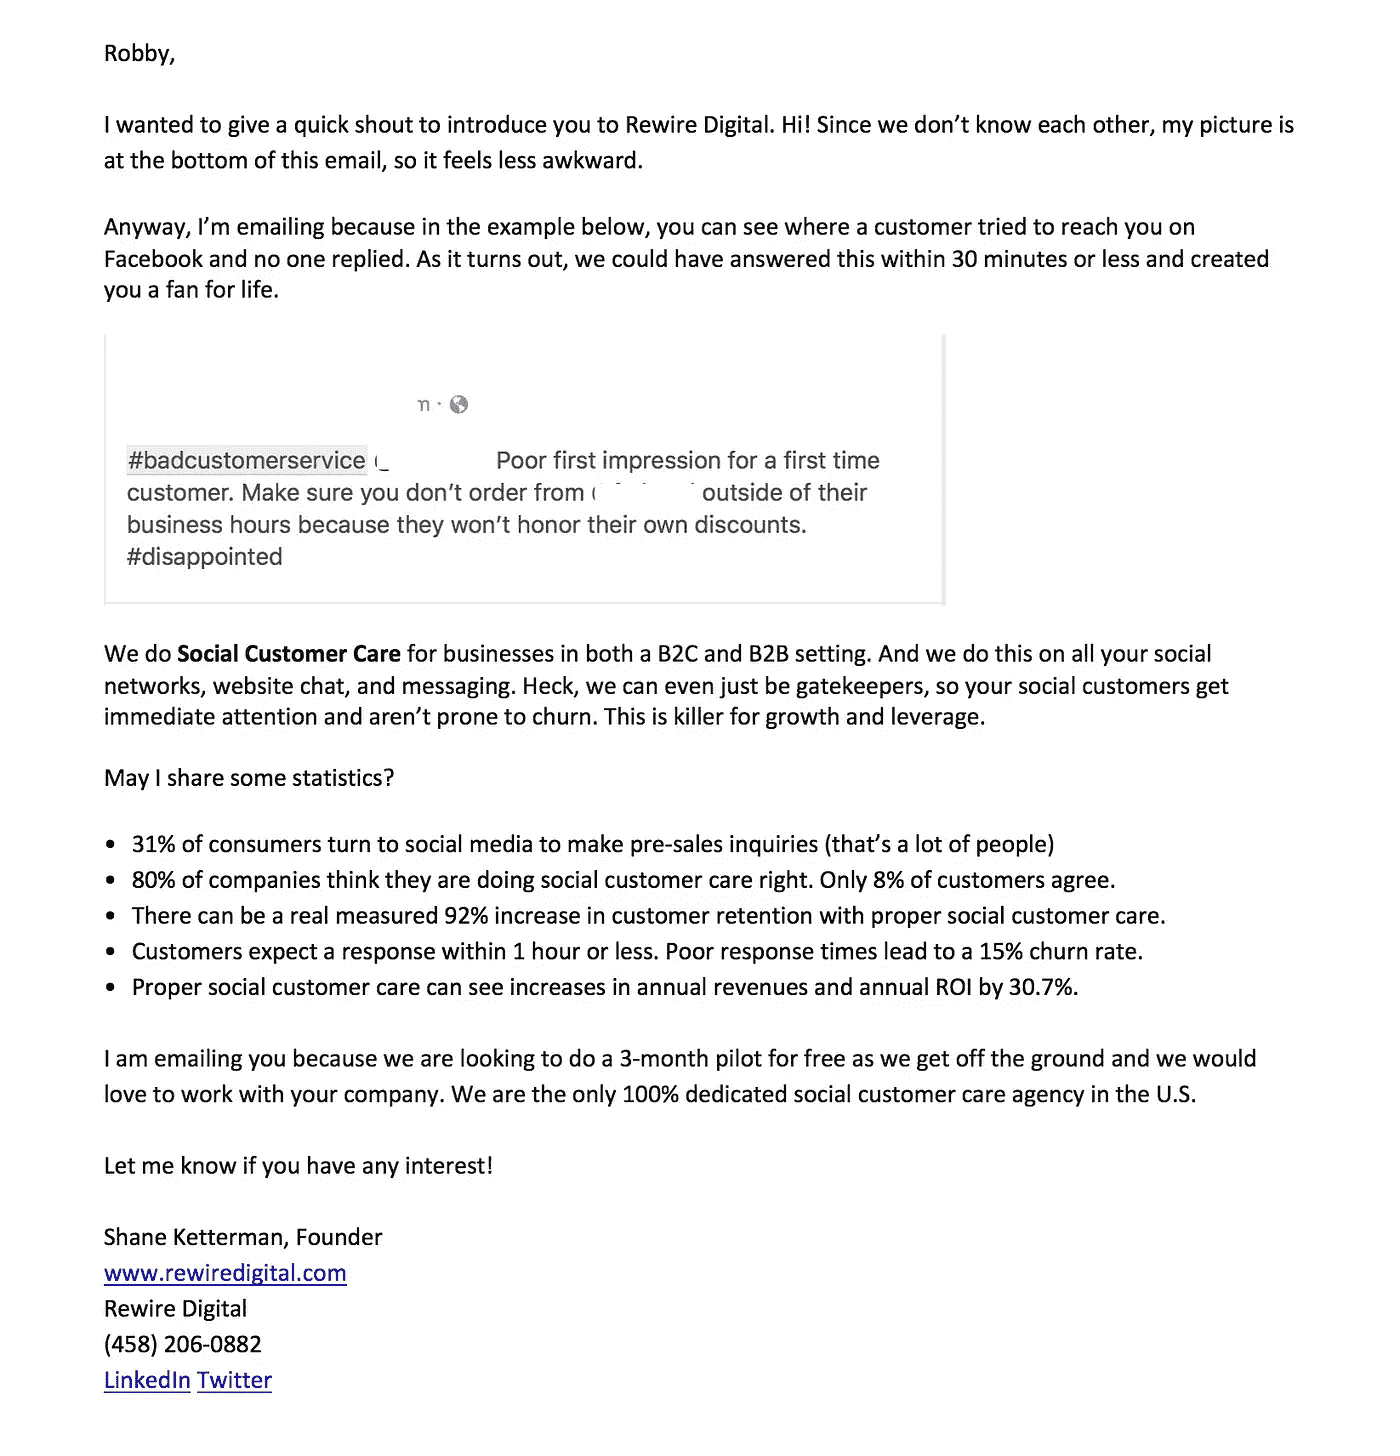 Robby,
I wanted to give a quick shout to introduce you to Rewire Digital. Hi! Since we don’t know each other, my picture is
at the bottom of this email, so it feels less awkward.
Anyway, I’m emailing because in the example below, you can see where a customer tried to reach you on
Facebook and no one replied. As it turns out, we could have answered this within 30 minutes or less and created
you a fan for life.
#badcustomerservice Poor first impression for a first time
customer. Make sure you don’t order from outside of their
business hours because they won’t honor their own discounts.
#disappointed
We do Social Customer Care for businesses in both a B2C and B2B setting. And we do this on all your social
networks, website chat, and messaging. Heck, we can even just be gatekeepers, so your social customers get
immediate attention and aren’t prone to churn. This is killer for growth and leverage.
May I share some statistics?
• 31% of consumers turn to social media to make pre-sales inquiries (that’s a lot of people)
• 80% of companies think they are doing social customer care right. Only 8% of customers agree.
• There can be a real measured 92% increase in customer retention with proper social customer care.
• Customers expect a response within 1 hour or less. Poor response times lead to a 15% churn rate.
• Proper social customer care can see increases in annual revenues and annual ROI by 30.7%.
I am emailing you because we are looking to do a 3-month pilot for free as we get off the ground and we would
love to work with your company. We are the only 100% dedicated social customer care agency in the U.S.
Let me know if you have any interest!
Shane Ketterman, Founder
www.rewiredigital.com
Rewire Digital
(458) 206-0882
LinkedIn Twitter